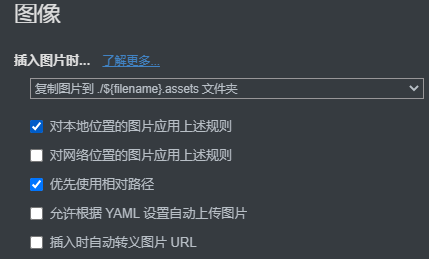 图像
插入图片时... 了解更多...
复制图片到 ./${filename}.assets 文件夹
对本地位置的图片应用上述规则
对网络位置的图片应用上述规则
优先使用相对路径
允许根据 YAML 设置自动上传图片
插入时自动转义图片 URL